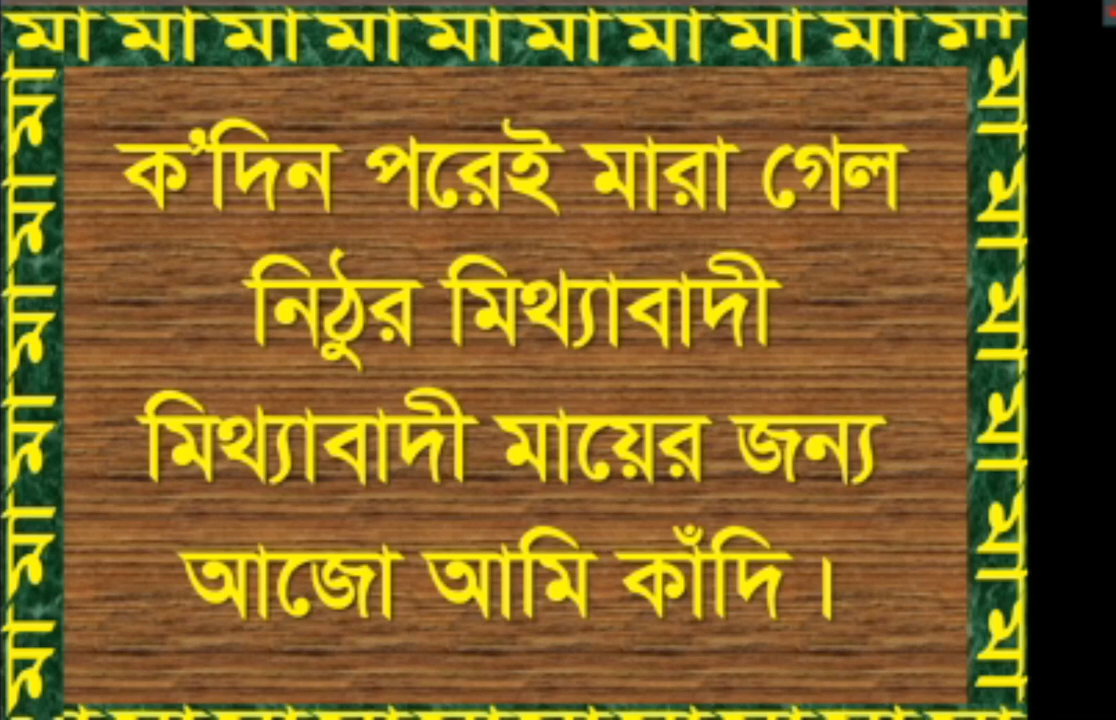 মা মা মা মা মা মা মা মা মা মা
ক'দিন পরেই মারা গেল
নিঠুর মিথ্যাবাদী
মিথ্যাবাদী মায়ের জন্য
আজো আমি কাঁদি ।
মা মা মা মা মা মা
মা মা মা মা মা মা